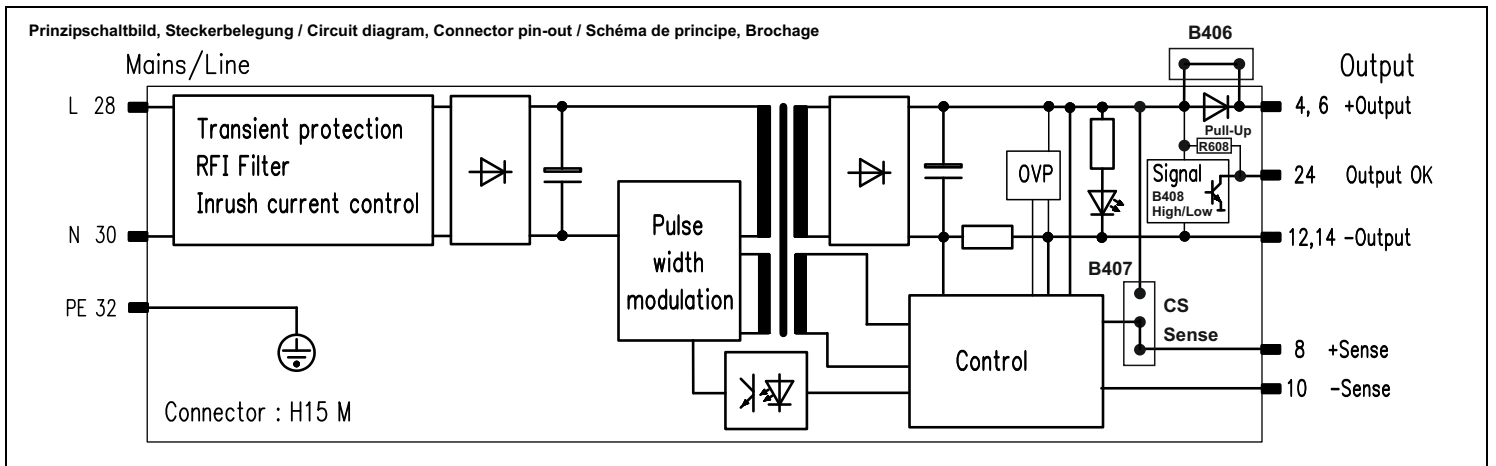 Prinzipschaltbild, Steckerbelegung / Circuit diagram, Connector pin-out / Schéma de principe, Brochage
B406
Mains/Line
Output
L 28
4, 6 +Output
Transient protection
RFI Filter
Inrush current control
Pull-Up
R608
OVP
Signal
B408
High/Low
24 Output OK
N 30
Pulse
width
modulation
12,14 -Output
B407
PE 32
CS
Sense
Control
8 +Sense
10 -Sense
Connector : H15 M